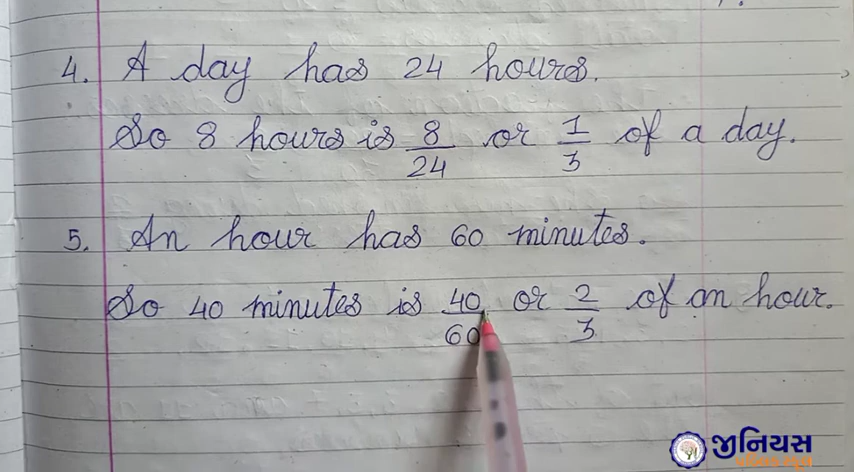 4. A day has 24 hours.
So 8 hours is 8/24 or 1/3 of a day.
5. An hour has 60 minutes.
So 40 minutes is 40/60 or 2/3 of an hour.
જીનિયસ